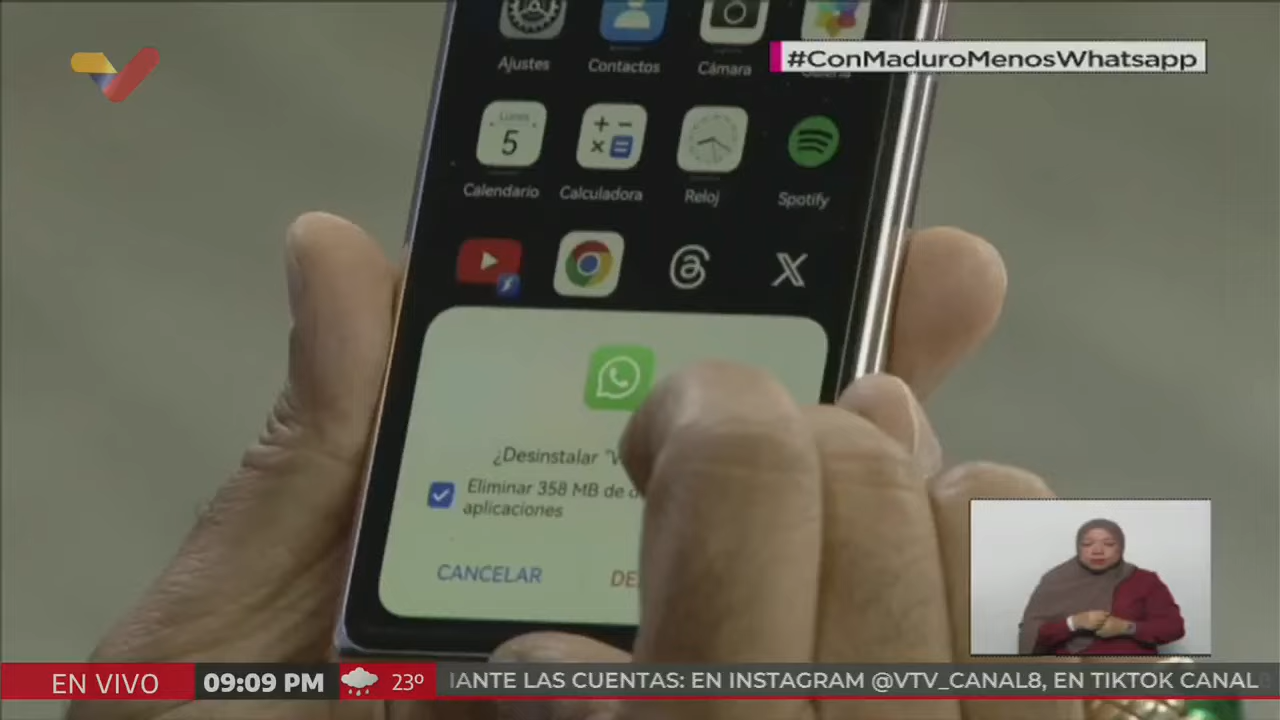 #ConMaduroMenosWhatsapp
Ajustes
Contactos
Cámara
Lunes
5
Calendario
Calculadora
Reloj
Spotify
¿Desinstalar
Eliminar 358 MB de
aplicaciones
CANCELAR
EN VIVO
09:09 PM
23º
IANTE LAS CUENTAS: EN INSTAGRAM @VTV_CANAL8, EN TIKTOK CANAL